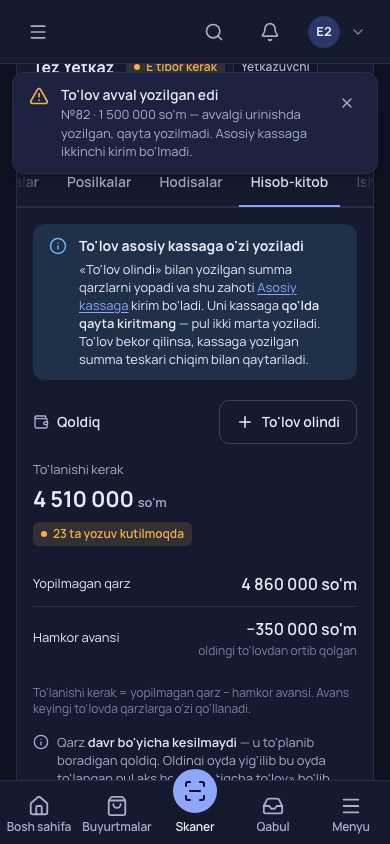 E2
Tez Yetkaz
E'tibor kerak
Yetkazuvchi
To'lov avval yozilgan edi
№82 · 1 500 000 so'm — avvalgi urinishda
yozilgan, qayta yozilmadi. Asosiy kassaga
ikkinchi kirim bo'lmadi.
Posilkalar
Hodisalar
Hisob-kitob
To'lov asosiy kassaga o'zi yoziladi
«To'lov olindi» bilan yozilgan summa
qarzlarni yopadi va shu zahoti Asosiy
kassaga kirim bo'ladi. Uni kassaga qo'lda
qayta kiritmang — pul ikki marta yoziladi.
To'lov bekor qilinsa, kassaga yozilgan
summa teskari chiqim bilan qaytariladi.
Qoldiq
To'lov olindi
To'lanishi kerak
4 510 000 so'm
23 ta yozuv kutilmoqda
Yopilmagan qarz
4 860 000 so'm
Hamkor avansi
−350 000 so'm
oldingi to'lovdan ortib qolgan
To'lanishi kerak = yopilmagan qarz − hamkor avansi. Avans
keyingi to'lovda qarzlarga o'zi qo'llanadi.
Qarz davr bo'yicha kesilmaydi — u to'planib
boradigan qoldiq. Oldingi oyda yig'ilib bu oyda
to'langan pul aks
Bosh sahifa
Buyurtmalar
Skaner
Qabul
Menyu